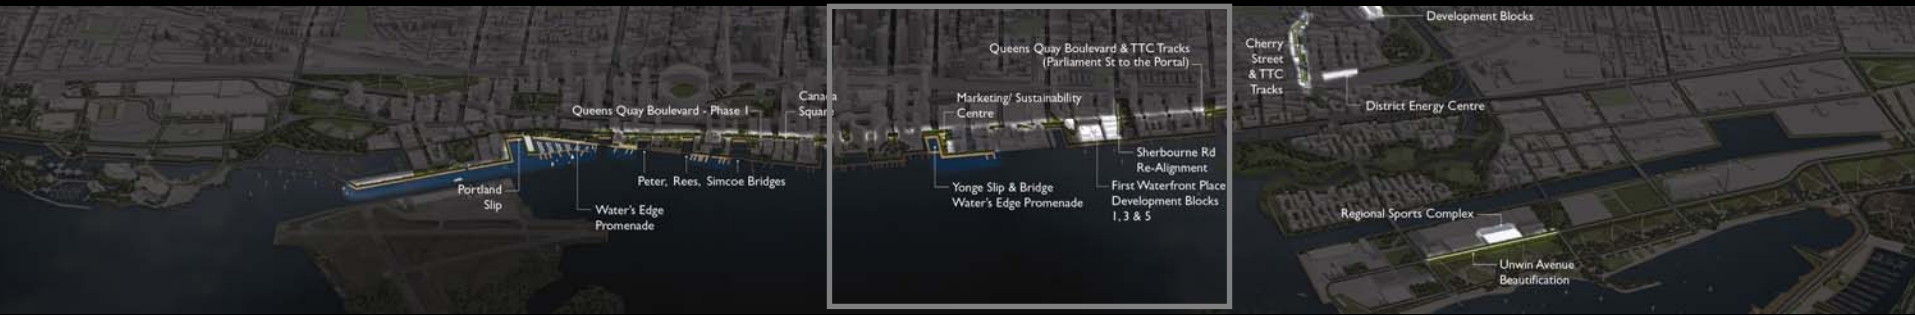 Development Blocks
Cherry
Street
& TTC
Tracks
District Energy Centre
Queens Quay Boulevard & TTC Tracks
(Parliament St to the Portal)
Canada
Square
Queens Quay Boulevard - Phase 1
Marketing/ Sustainability
Centre
Sherbourne Rd
Re-Alignment
Peter, Rees, Simcoe Bridges
Portland
Slip
Water's Edge
Promenade
Yonge Slip & Bridge
Water's Edge Promenade
First Waterfront Place
Development Blocks
1, 3 & 5
Regional Sports Complex
Unwin Avenue
Beautification